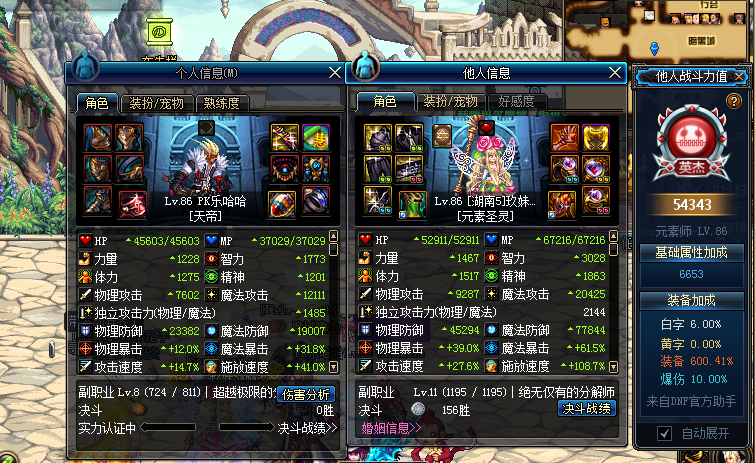 行会
暗黑城
个人信息(M)
角色 装扮/宠物 熟练度
Lv.86 PK乐哈哈
[天帝]
HP 45603/45603 MP 37029/37029
力量 1228 智力 1773
体力 1275 精神 1201
物理攻击 7602 魔法攻击 12111
独立攻击力(物理/魔法) 1485
物理防御 23382 魔法防御 19007
物理暴击 +12.0% 魔法暴击 +31.8%
攻击速度 +14.7% 施放速度 +41.0%
副职业 Lv.8 (724 / 811) | 超越极限的 伤害分析
决斗 0胜
实力认证中 决斗战绩>>
他人信息
角色 装扮/宠物 好感度
Lv.86 [湖南5]玖妹...
[元素圣灵]
HP 52911/52911 MP 67216/67216
力量 1467 智力 3028
体力 1517 精神 1863
物理攻击 9287 魔法攻击 20425
独立攻击力(物理/魔法) 2144
物理防御 45294 魔法防御 77844
物理暴击 +39.0% 魔法暴击 +61.5%
攻击速度 +27.6% 施放速度 +108.7%
副职业 Lv.11 (1195 / 1195) | 绝无仅有的分解师
决斗 156胜 决斗战绩
婚姻信息>>
他人战斗力值
英杰
54343
元素师 LV.86
基础属性加成
6653
装备加成
白字 6.00%
黄字 0.00%
装备 600.41%
爆伤 10.00%
来自DNF官方助手
自动展开